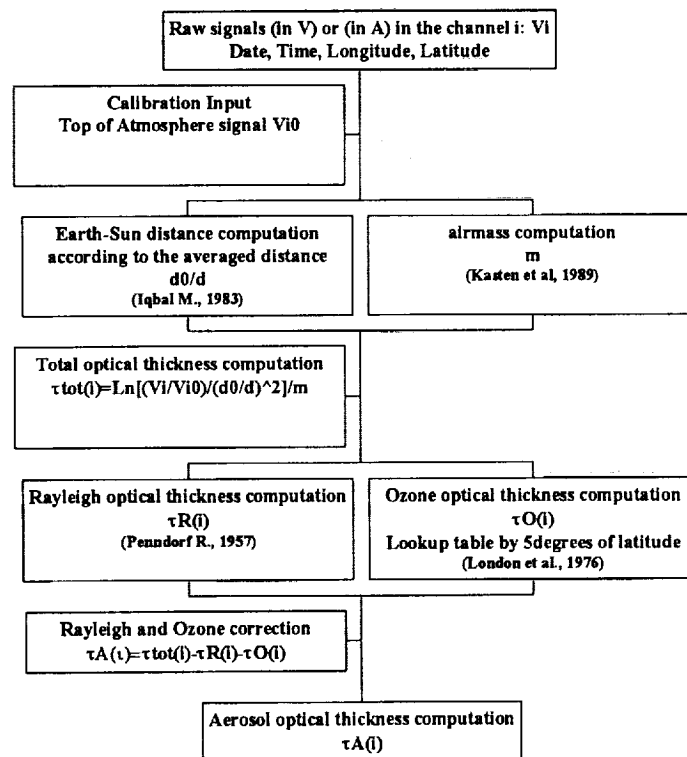 Raw signals (in V) or (in A) in the channel i: Vi
Date, Time, Longitude, Latitude
Calibration Input
Top of Atmosphere signal Vi0
Earth-Sun distance computation
according to the averaged distance
d0/d
(Iqbal M., 1983)
airmass computation
m
(Kasten et al, 1989)
Total optical thickness computation
τtot(i)=Ln[(Vi/Vi0)/(d0/d)^2]/m
Rayleigh optical thickness computation
τR(i)
(Penndorf R., 1957)
Ozone optical thickness computation
τO(i)
Lookup table by 5degrees of latitude
(London et al., 1976)
Rayleigh and Ozone correction
τA(ι)=τtot(i)-τR(i)-τO(i)
Aerosol optical thickness computation
τA(i)